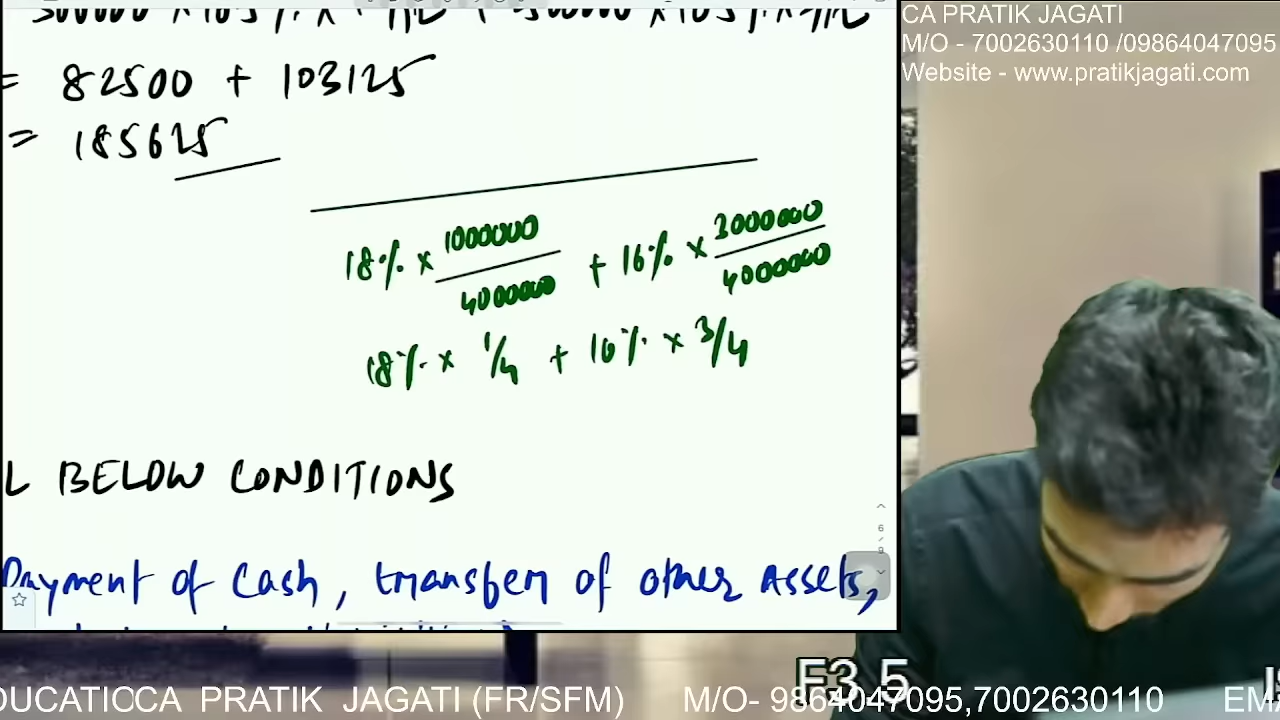 CA PRATIK JAGATI
M/O - 7002630110 /09864047095
Website - www.pratikjagati.com
= 82500 + 103125
= 185625
18% x 1000000/4000000 + 16% x 3000000/4000000
18% x 1/4 + 16% x 3/4
L BELOW CONDITIONS
Payment of Cash, transfer of other Assets,
F3.5
DUCATICCA PRATIK JAGATI (FR/SFM) M/O- 9864047095,7002630110 EMA